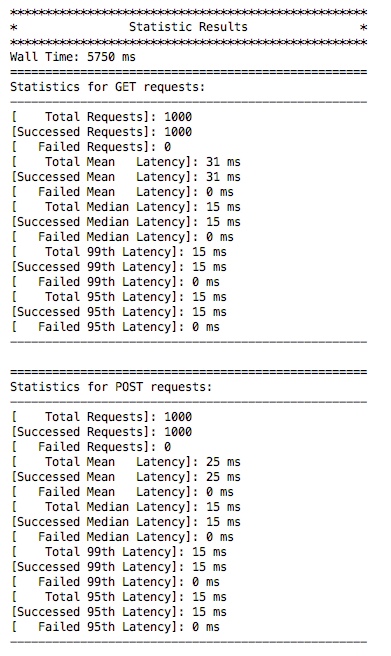 ***************************************************
*                Statistic Results                *
***************************************************
Wall Time: 5750 ms
===================================================
Statistics for GET requests:
———————————————————————————————————————————————————
[    Total Requests]: 1000
[Successed Requests]: 1000
[   Failed Requests]: 0
[    Total Mean   Latency]: 31 ms
[Successed Mean   Latency]: 31 ms
[   Failed Mean   Latency]: 0 ms
[    Total Median Latency]: 15 ms
[Successed Median Latency]: 15 ms
[   Failed Median Latency]: 0 ms
[    Total 99th Latency]: 15 ms
[Successed 99th Latency]: 15 ms
[   Failed 99th Latency]: 0 ms
[    Total 95th Latency]: 15 ms
[Successed 95th Latency]: 15 ms
[   Failed 95th Latency]: 0 ms
———————————————————————————————————————————————————
===================================================
Statistics for POST requests:
———————————————————————————————————————————————————
[    Total Requests]: 1000
[Successed Requests]: 1000
[   Failed Requests]: 0
[    Total Mean   Latency]: 25 ms
[Successed Mean   Latency]: 25 ms
[   Failed Mean   Latency]: 0 ms
[    Total Median Latency]: 15 ms
[Successed Median Latency]: 15 ms
[   Failed Median Latency]: 0 ms
[    Total 99th Latency]: 15 ms
[Successed 99th Latency]: 15 ms
[   Failed 99th Latency]: 0 ms
[    Total 95th Latency]: 15 ms
[Successed 95th Latency]: 15 ms
[   Failed 95th Latency]: 0 ms
———————————————————————————————————————————————————